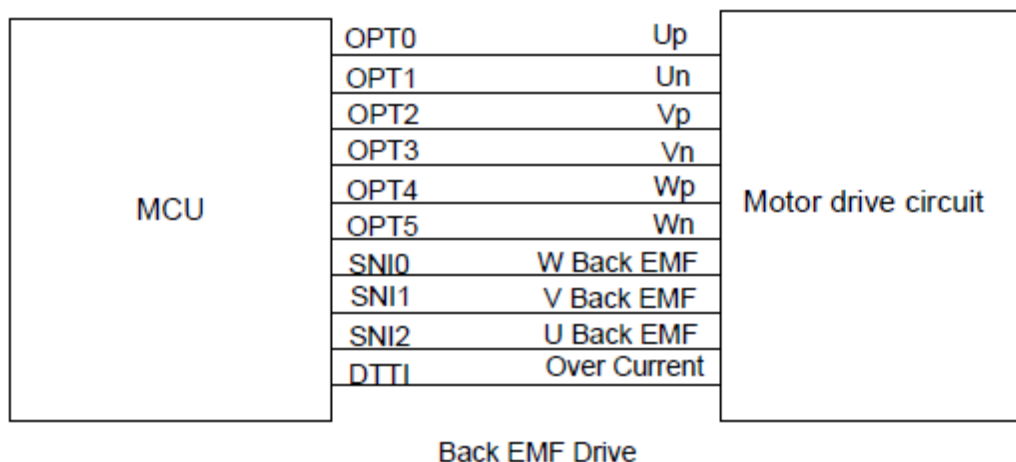 OPT0 Up
OPT1 Un
OPT2 Vp
OPT3 Vn
OPT4 Wp
MCU
Motor drive circuit
OPT5 Wn
SNI0 W Back EMF
SNI1 V Back EMF
SNI2 U Back EMF
DTTI Over Current
Back EMF Drive